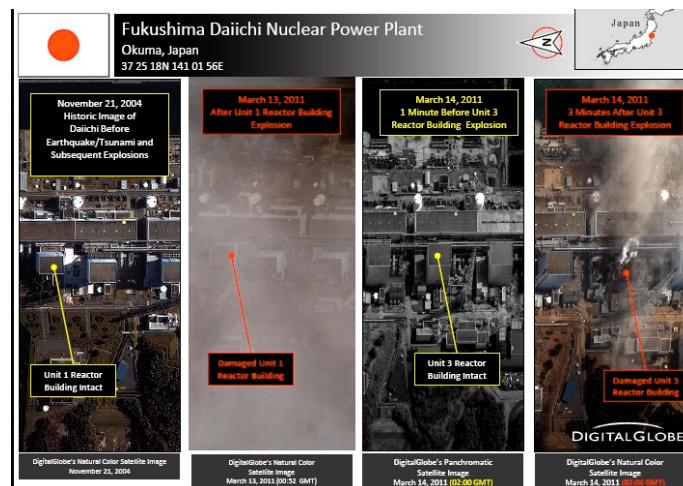 Fukushima Daiichi Nuclear Power Plant
Okuma, Japan
37 25 18N 141 01 56E
N
Japan
November 21, 2004
Historic Image of
Daiichi Before
Earthquake/Tsunami and
Subsequent Explosions
Unit 1 Reactor
Building Intact
DigitalGlobe's Natural Color Satellite Image
November 21, 2004
March 13, 2011
After Unit 1 Reactor Building
Explosion
Damaged Unit 1
Reactor Building
DigitalGlobe's Natural Color
Satellite Image
March 13, 2011 (00:52 GMT)
March 14, 2011
1 Minute Before Unit 3
Reactor Building Explosion
Unit 3 Reactor
Building Intact
DigitalGlobe's Panchromatic
Satellite Image
March 14, 2011 (02:00 GMT)
March 14, 2011
3 Minutes After Unit 3
Reactor Building Explosion
Damaged Unit 3
Reactor Building
DIGITALGLOBE
DigitalGlobe's Natural Color
Satellite Image
March 14, 2011 (02:04 GMT)